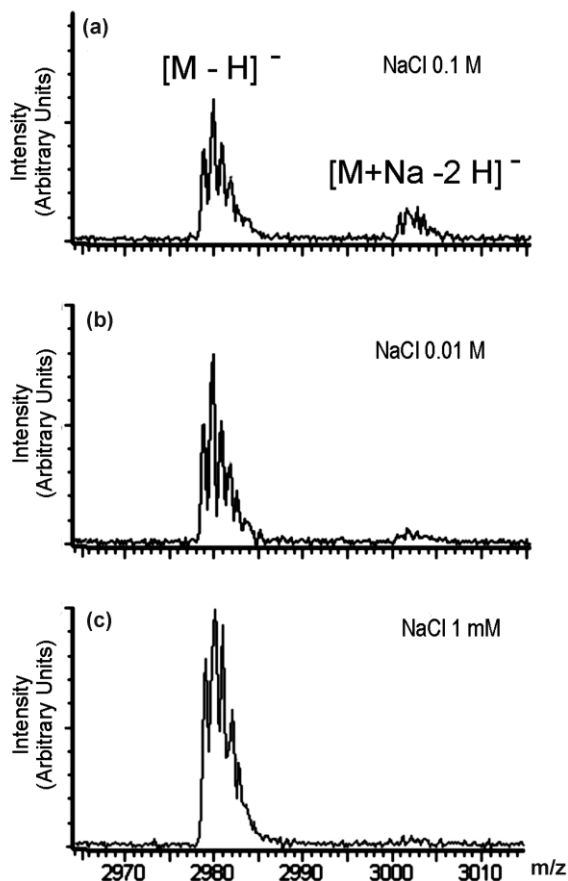 (a)
[M - H] -
NaCl 0.1 M
[M+Na -2 H] -
Intensity
(Arbitrary Units)
(b)
NaCl 0.01 M
Intensity
(Arbitrary Units)
(c)
NaCl 1 mM
Intensity
(Arbitrary Units)
2970 2980 2990 3000 3010 m/z